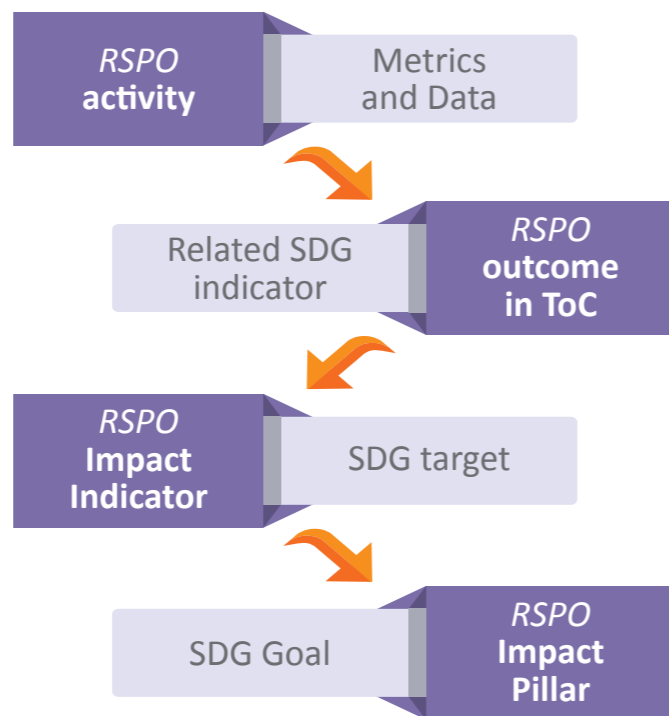 RSPO
activity
Metrics
and Data
Related SDG
indicator
RSPO
outcome
in ToC
RSPO
Impact
Indicator
SDG target
SDG Goal
RSPO
Impact
Pillar